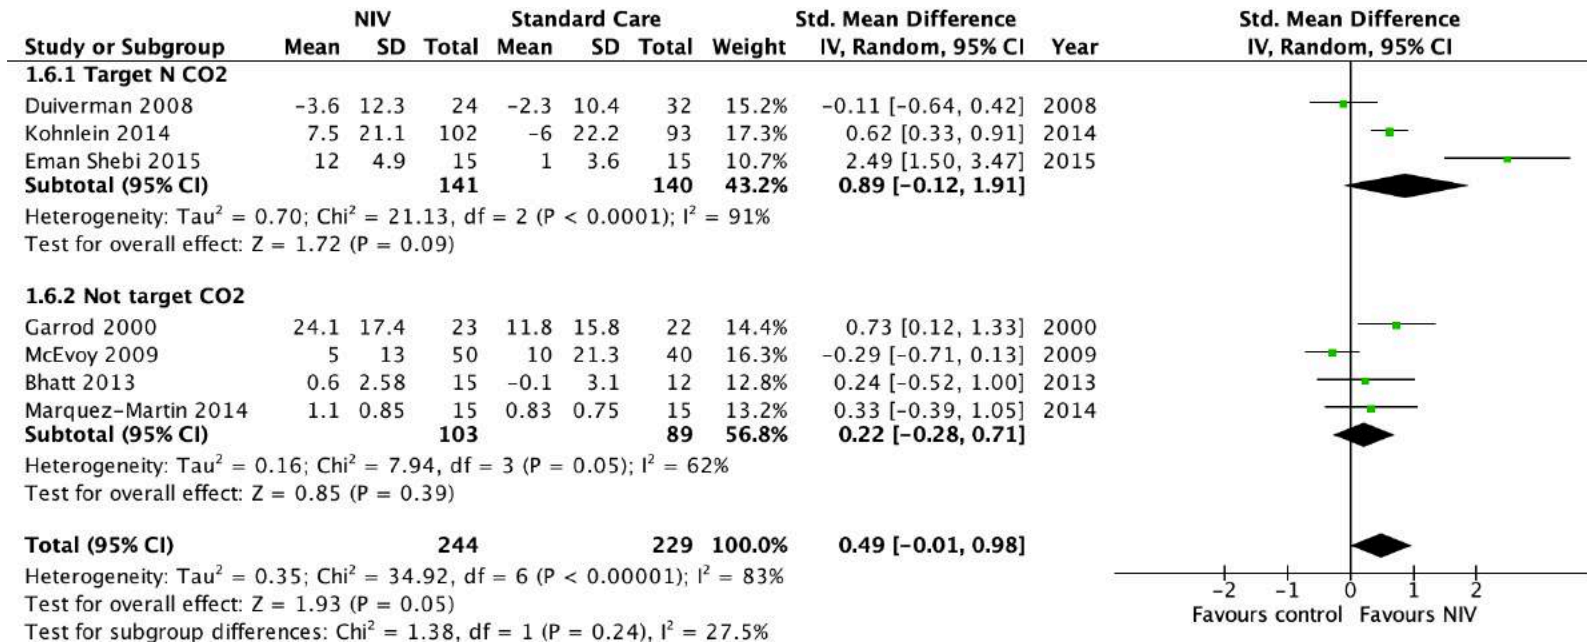 NIV Standard Care Std. Mean Difference Std. Mean Difference
Study or Subgroup Mean SD Total Mean SD Total Weight IV, Random, 95% CI Year IV, Random, 95% CI
1.6.1 Target N CO2
Duiverman 2008 −3.6 12.3 24 −2.3 10.4 32 15.2% −0.11 [−0.64, 0.42] 2008
Kohnlein 2014 7.5 21.1 102 −6 22.2 93 17.3% 0.62 [0.33, 0.91] 2014
Eman Shebi 2015 12 4.9 15 1 3.6 15 10.7% 2.49 [1.50, 3.47] 2015
Subtotal (95% CI) 141 140 43.2% 0.89 [−0.12, 1.91]
Heterogeneity: Tau² = 0.70; Chi² = 21.13, df = 2 (P < 0.0001); I² = 91%
Test for overall effect: Z = 1.72 (P = 0.09)
1.6.2 Not target CO2
Garrod 2000 24.1 17.4 23 11.8 15.8 22 14.4% 0.73 [0.12, 1.33] 2000
McEvoy 2009 5 13 50 10 21.3 40 16.3% −0.29 [−0.71, 0.13] 2009
Bhatt 2013 0.6 2.58 15 −0.1 3.1 12 12.8% 0.24 [−0.52, 1.00] 2013
Marquez−Martin 2014 1.1 0.85 15 0.83 0.75 15 13.2% 0.33 [−0.39, 1.05] 2014
Subtotal (95% CI) 103 89 56.8% 0.22 [−0.28, 0.71]
Heterogeneity: Tau² = 0.16; Chi² = 7.94, df = 3 (P = 0.05); I² = 62%
Test for overall effect: Z = 0.85 (P = 0.39)
Total (95% CI) 244 229 100.0% 0.49 [−0.01, 0.98]
Heterogeneity: Tau² = 0.35; Chi² = 34.92, df = 6 (P < 0.00001); I² = 83%
Test for overall effect: Z = 1.93 (P = 0.05)
Test for subgroup differences: Chi² = 1.38, df = 1 (P = 0.24), I² = 27.5%
−2 −1 0 1 2
Favours control Favours NIV